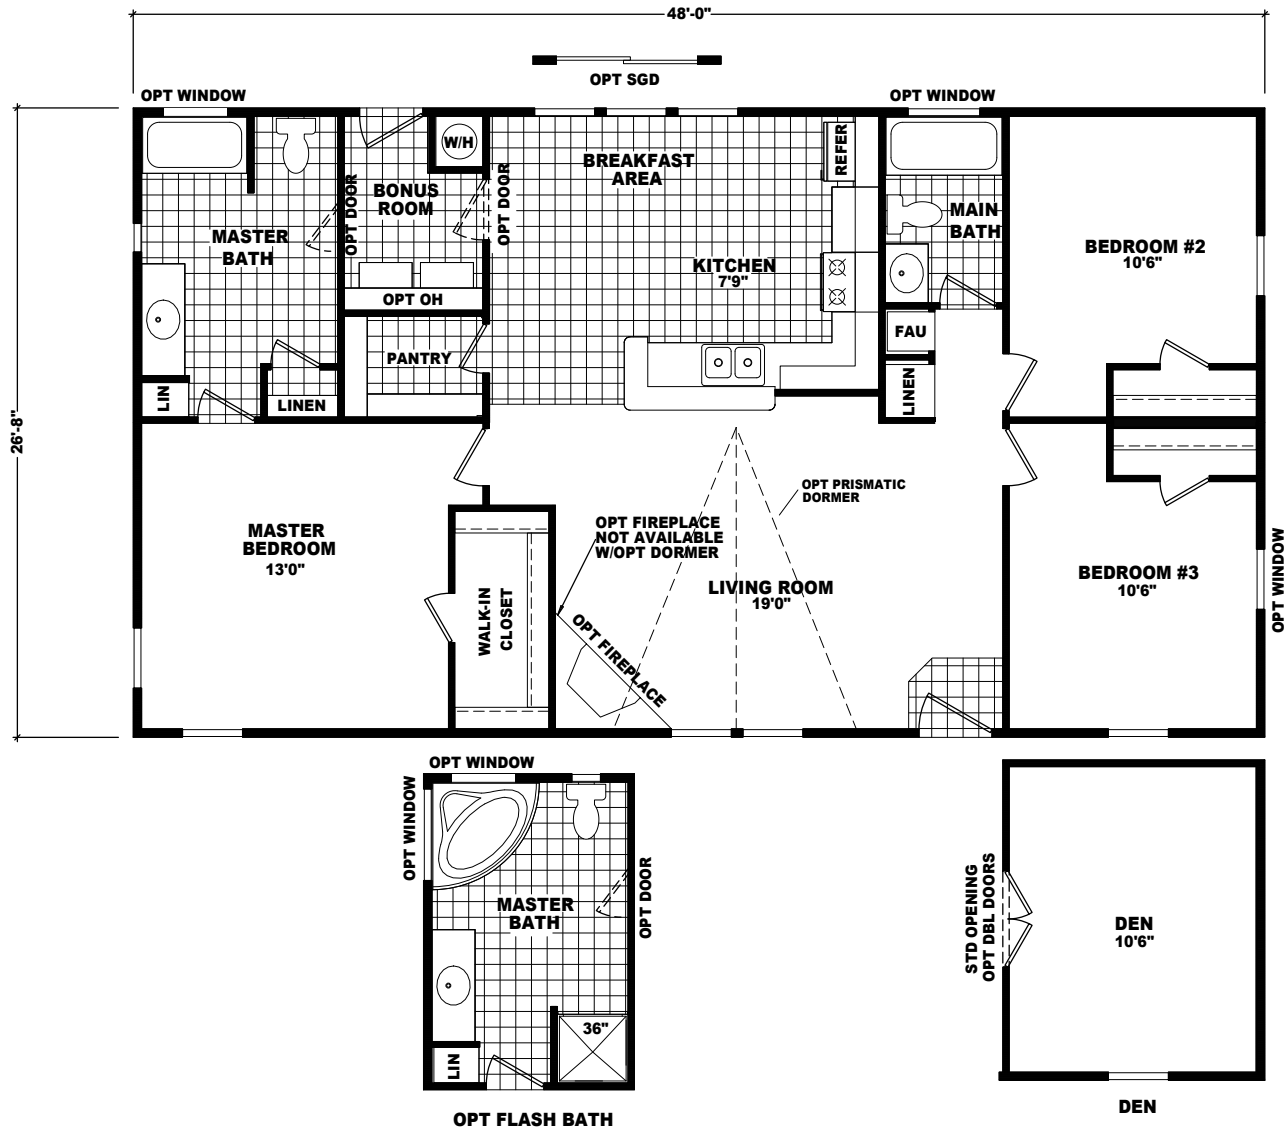 48'-0"
OPT SGD
OPT WINDOW
OPT WINDOW
W/H
REFER
BREAKFAST
AREA
OPT DOOR
BONUS
ROOM
OPT DOOR
MAIN
BATH
MASTER
BATH
BEDROOM #2
10'6"
KITCHEN
7'9"
OPT OH
FAU
PANTRY
LIN
LINEN
LINEN
26'-8"
OPT PRISMATIC
DORMER
MASTER
BEDROOM
13'0"
OPT FIREPLACE
NOT AVAILABLE
W/OPT DORMER
LIVING ROOM
19'0"
BEDROOM #3
10'6"
OPT WINDOW
WALK-IN
CLOSET
OPT FIREPLACE
OPT WINDOW
OPT WINDOW
MASTER
BATH
OPT DOOR
36"
LIN
OPT FLASH BATH
STD OPENING
OPT DBL DOORS
DEN
10'6"
DEN